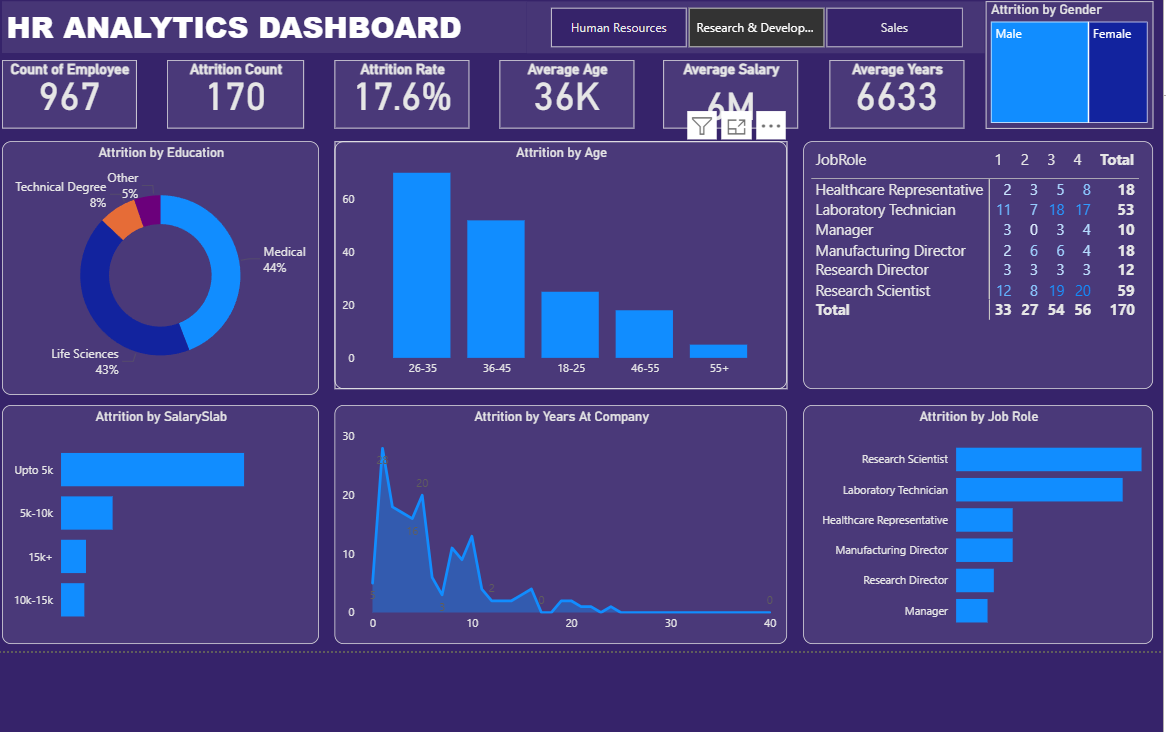 HR ANALYTICS DASHBOARD
Human Resources
Research & Develop...
Sales
Attrition by Gender
Male
Female
Count of Employee
967
Attrition Count
170
Attrition Rate
17.6%
Average Age
36K
Average Salary
6M
Average Years
6633
Attrition by Education
Other
5%
Technical Degree
8%
Medical
44%
Life Sciences
43%
Attrition by Age
60
40
20
0
26-35 36-45 18-25 46-55 55+
JobRole 1 2 3 4 Total
Healthcare Representative 2 3 5 8 18
Laboratory Technician 11 7 18 17 53
Manager 3 0 3 4 10
Manufacturing Director 2 6 6 4 18
Research Director 3 3 3 3 12
Research Scientist 12 8 19 20 59
Total 33 27 54 56 170
Attrition by SalarySlab
Upto 5k
5k-10k
15k+
10k-15k
Attrition by Years At Company
30
20
10
0
20
2
0
0
0 10 20 30 40
Attrition by Job Role
Research Scientist
Laboratory Technician
Healthcare Representative
Manufacturing Director
Research Director
Manager